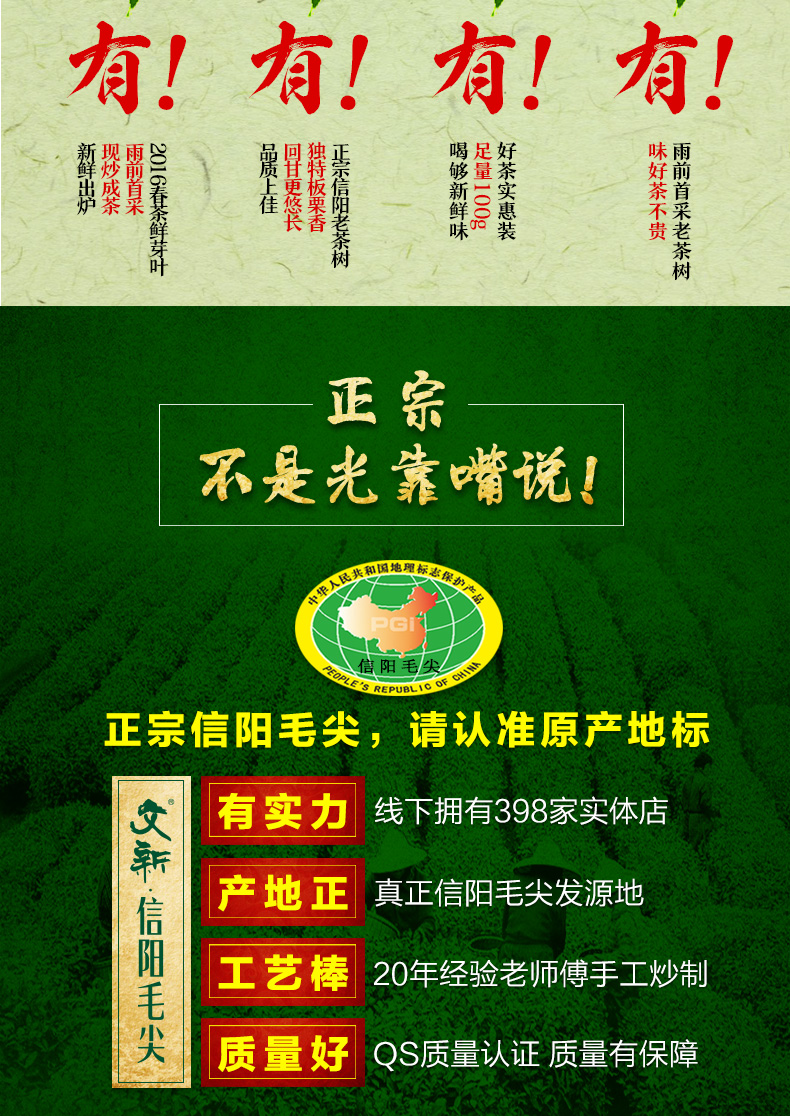 有！
有！
有！
有！
雨前首采老茶树
味好茶不贵
好茶实惠装
足量100g
喝够新鲜味
正宗信阳老茶树
独特板栗香
回甘更悠长
品质上佳
2016春茶鲜芽叶
雨前首采
现炒成茶
新鲜出炉
正宗
不是光靠嘴说！
中华人民共和国地理标志保护产品
PGI
信阳毛尖
PEOPLE'S REPUBLIC OF CHINA
正宗信阳毛尖，请认准原产地标
文新®·信阳毛尖
有实力 线下拥有398家实体店
产地正 真正信阳毛尖发源地
工艺棒 20年经验老师傅手工炒制
质量好 QS质量认证 质量有保障